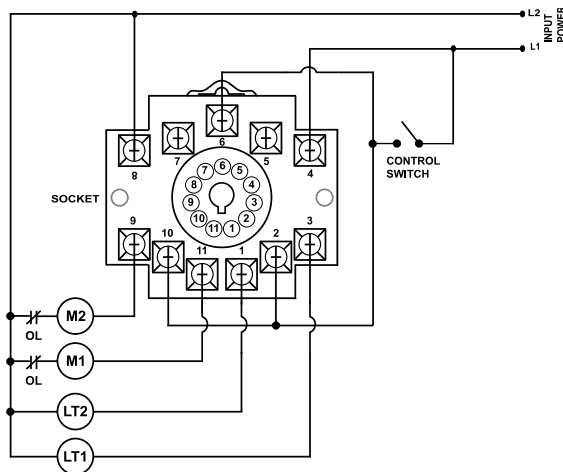 L2
INPUT
POWER
L1
6
7
5
8
4
CONTROL
SWITCH
6
7
5
8
4
SOCKET
9
3
10
2
11
1
9
10
11
1
2
3
M2
OL
M1
OL
LT2
LT1